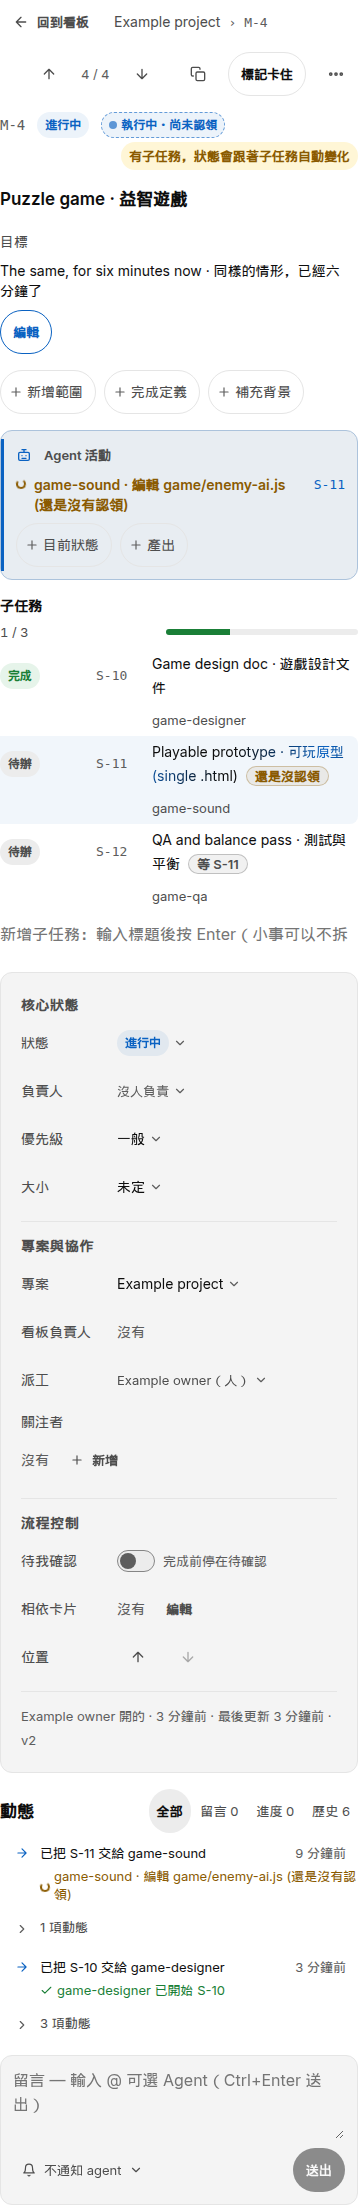 回到看板 Example project › M-4
4 / 4 標記卡住
M-4 進行中 執行中・尚未認領
有子任務，狀態會跟著子任務自動變化
Puzzle game · 益智遊戲
目標
The same, for six minutes now · 同樣的情形，已經六
分鐘了
編輯
新增範圍 完成定義 補充背景
Agent 活動
game-sound · 編輯 game/enemy-ai.js S-11
(還是沒有認領)
目前狀態 產出
子任務
1 / 3
完成 S-10 Game design doc · 遊戲設計文
件
game-designer
待辦 S-11 Playable prototype · 可玩原型
(single .html) 還是沒認領
game-sound
待辦 S-12 QA and balance pass · 測試與
平衡 等 S-11
game-qa
新增子任務：輸入標題後按 Enter（小事可以不拆
核心狀態
狀態 進行中
負責人 沒人負責
優先級 一般
大小 未定
專案與協作
專案 Example project
看板負責人 沒有
派工 Example owner（人）
關注者
沒有 新增
流程控制
待我確認 完成前停在待確認
相依卡片 沒有 編輯
位置
Example owner 開的 · 3 分鐘前 · 最後更新 3 分鐘前 ·
v2
動態 全部 留言 0 進度 0 歷史 6
已把 S-11 交給 game-sound 9 分鐘前
game-sound · 編輯 game/enemy-ai.js (還是沒有認
領)
1 項動態
已把 S-10 交給 game-designer 3 分鐘前
game-designer 已開始 S-10
3 項動態
留言 — 輸入 @ 可選 Agent（Ctrl+Enter 送
出）
不通知 agent 送出